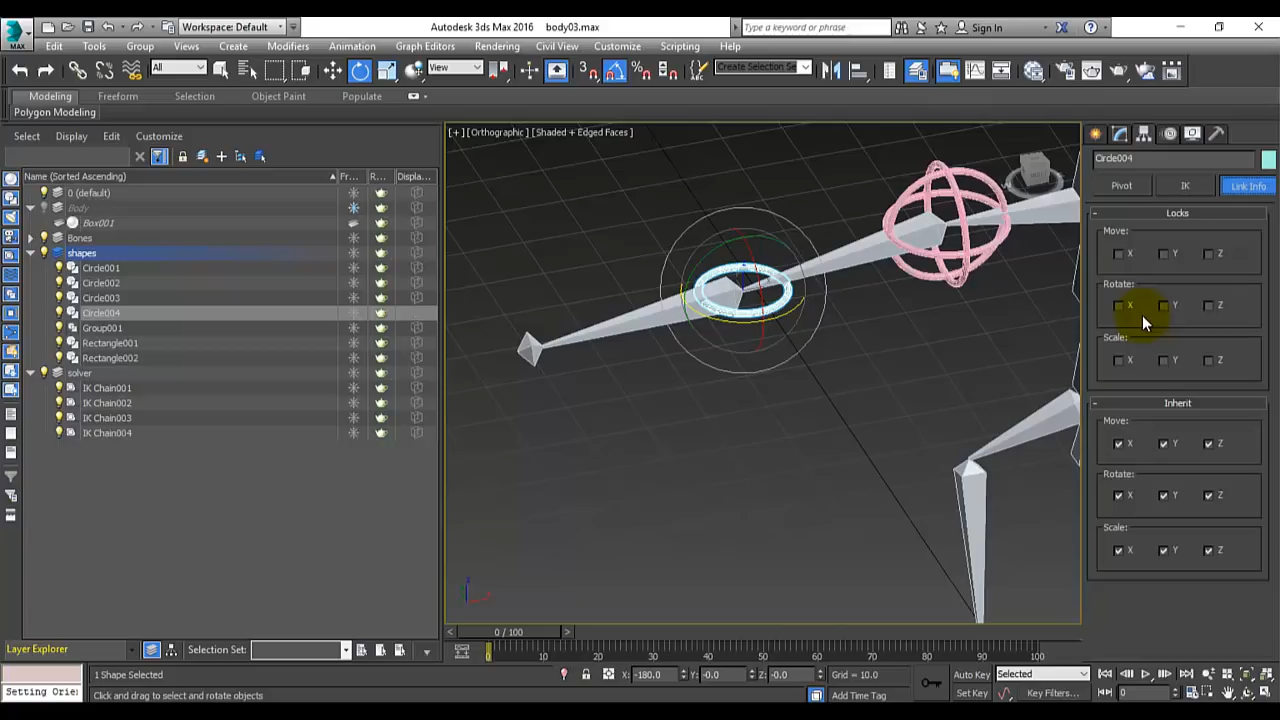 MAX
Workspace: Default
Autodesk 3ds Max 2016 body03.max
Type a keyword or phrase
Sign In
Edit Tools Group Views Create Modifiers Animation Graph Editors Rendering Civil View Customize Scripting Help
All
View
3
Create Selection Se
Modeling Freeform Selection Object Paint Populate
Polygon Modeling
Select Display Edit Customize
Name (Sorted Ascending) Fr... R... Displa...
0 (default)
Body
Box001
Bones
shapes
Circle001
Circle002
Circle003
Circle004
Group001
Rectangle001
Rectangle002
solver
IK Chain001
IK Chain002
IK Chain003
IK Chain004
[+] [Orthographic] [Shaded + Edged Faces]
Circle004
Pivot IK Link Info
Locks
Move:
X Y Z
Rotate:
X Y Z
Scale:
X Y Z
Inherit
Move:
X Y Z
Rotate:
X Y Z
Scale:
X Y Z
0 / 100
Layer Explorer
Selection Set:
0 10 20 30 40 50 60 70 80 90 100
1 Shape Selected
X: -180.0 Y: -0.0 Z: -0.0 Grid = 10.0
Auto Key Selected
Setting Orie
Click and drag to select and rotate objects
Add Time Tag
Set Key Key Filters...
0